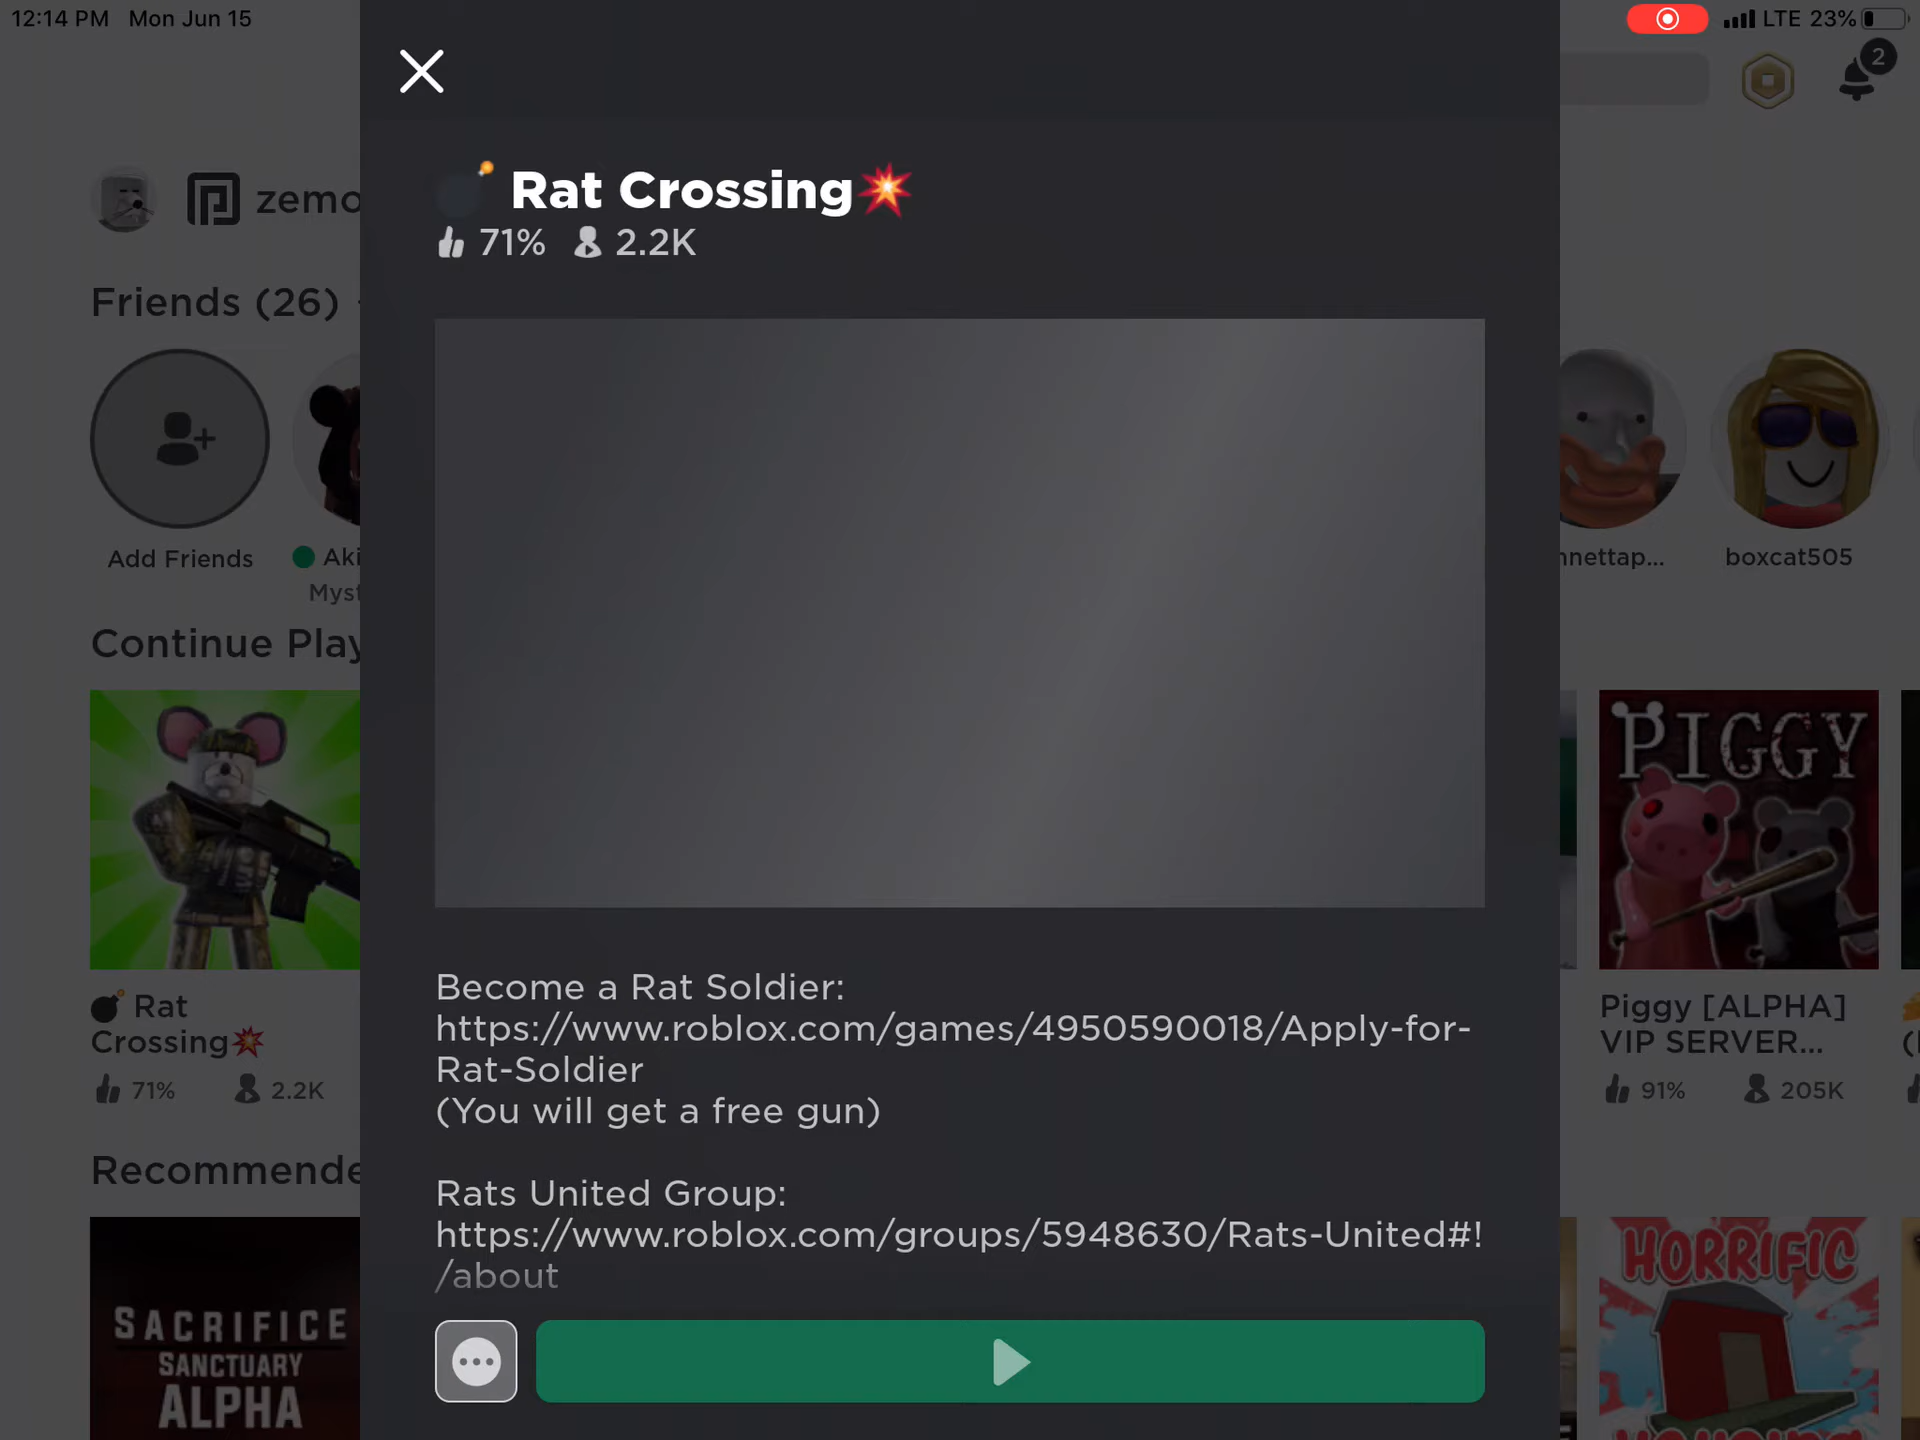 12:14 PM Mon Jun 15
LTE 23%
2
Rat Crossing
71% 2.2K
zemo
Friends (26)
Add Friends
Aki
Myst
nnettap...
boxcat505
Continue Play
Rat
Crossing
71% 2.2K
PIGGY
Piggy [ALPHA]
VIP SERVER...
91% 205K
Become a Rat Soldier:
https://www.roblox.com/games/4950590018/Apply-for-
Rat-Soldier
(You will get a free gun)
Rats United Group:
https://www.roblox.com/groups/5948630/Rats-United#!
/about
Recommende
SACRIFICE
SANCTUARY
ALPHA
HORRIFIC